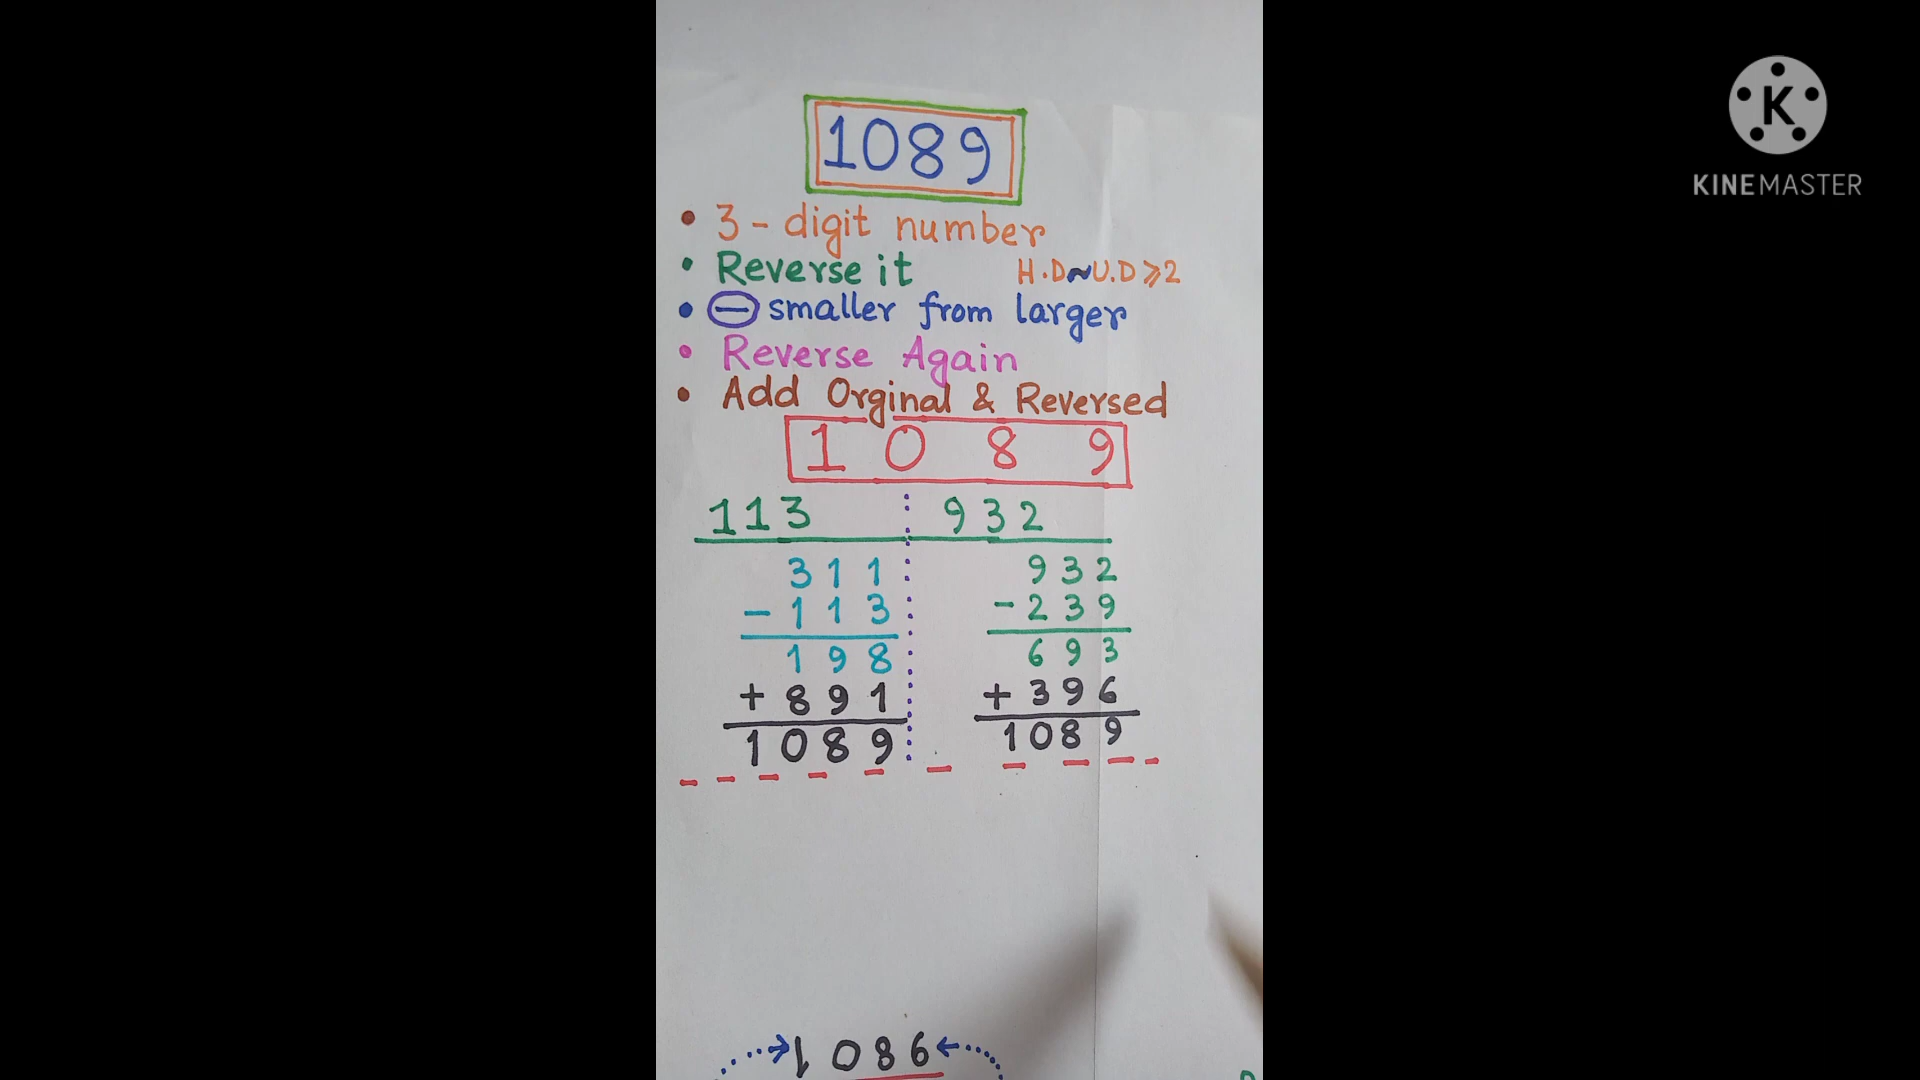 1089
• 3 - digit number
• Reverse it H.D~U.D⩾2
• ⊖ smaller from larger
• Reverse Again
• Add Orginal & Reversed
1 0 8 9
113 932
311 932
- 113 - 239
198 693
+ 891 + 396
1089 1089
K
KINEMASTER